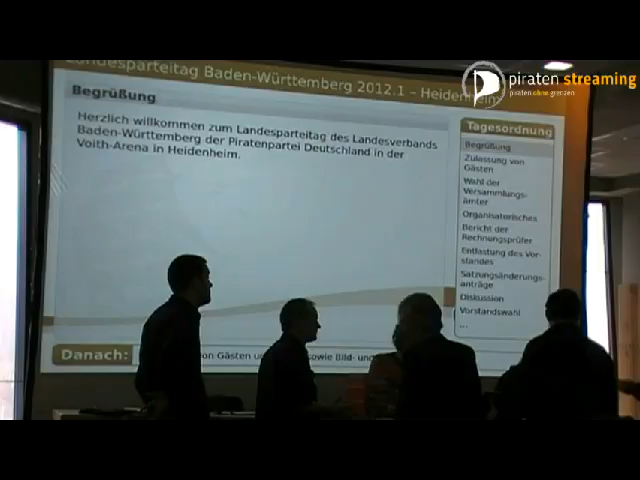 Landesparteitag Baden-Württemberg 2012.1 – Heidenheim
piraten streaming
piraten ohne grenzen
Begrüßung
Herzlich willkommen zum Landesparteitag des Landesverbands
Baden-Württemberg der Piratenpartei Deutschland in der
Voith-Arena in Heidenheim.
Tagesordnung
Begrüßung
Zulassung von
Gästen
Wahl der
Versammlungs-
ämter
Organisatorisches
Bericht der
Rechnungsprüfer
Entlastung des Vor-
standes
Satzungsänderungs-
anträge
Diskussion
Vorstandswahl
...
Danach:
von Gästen
sowie Bild- und